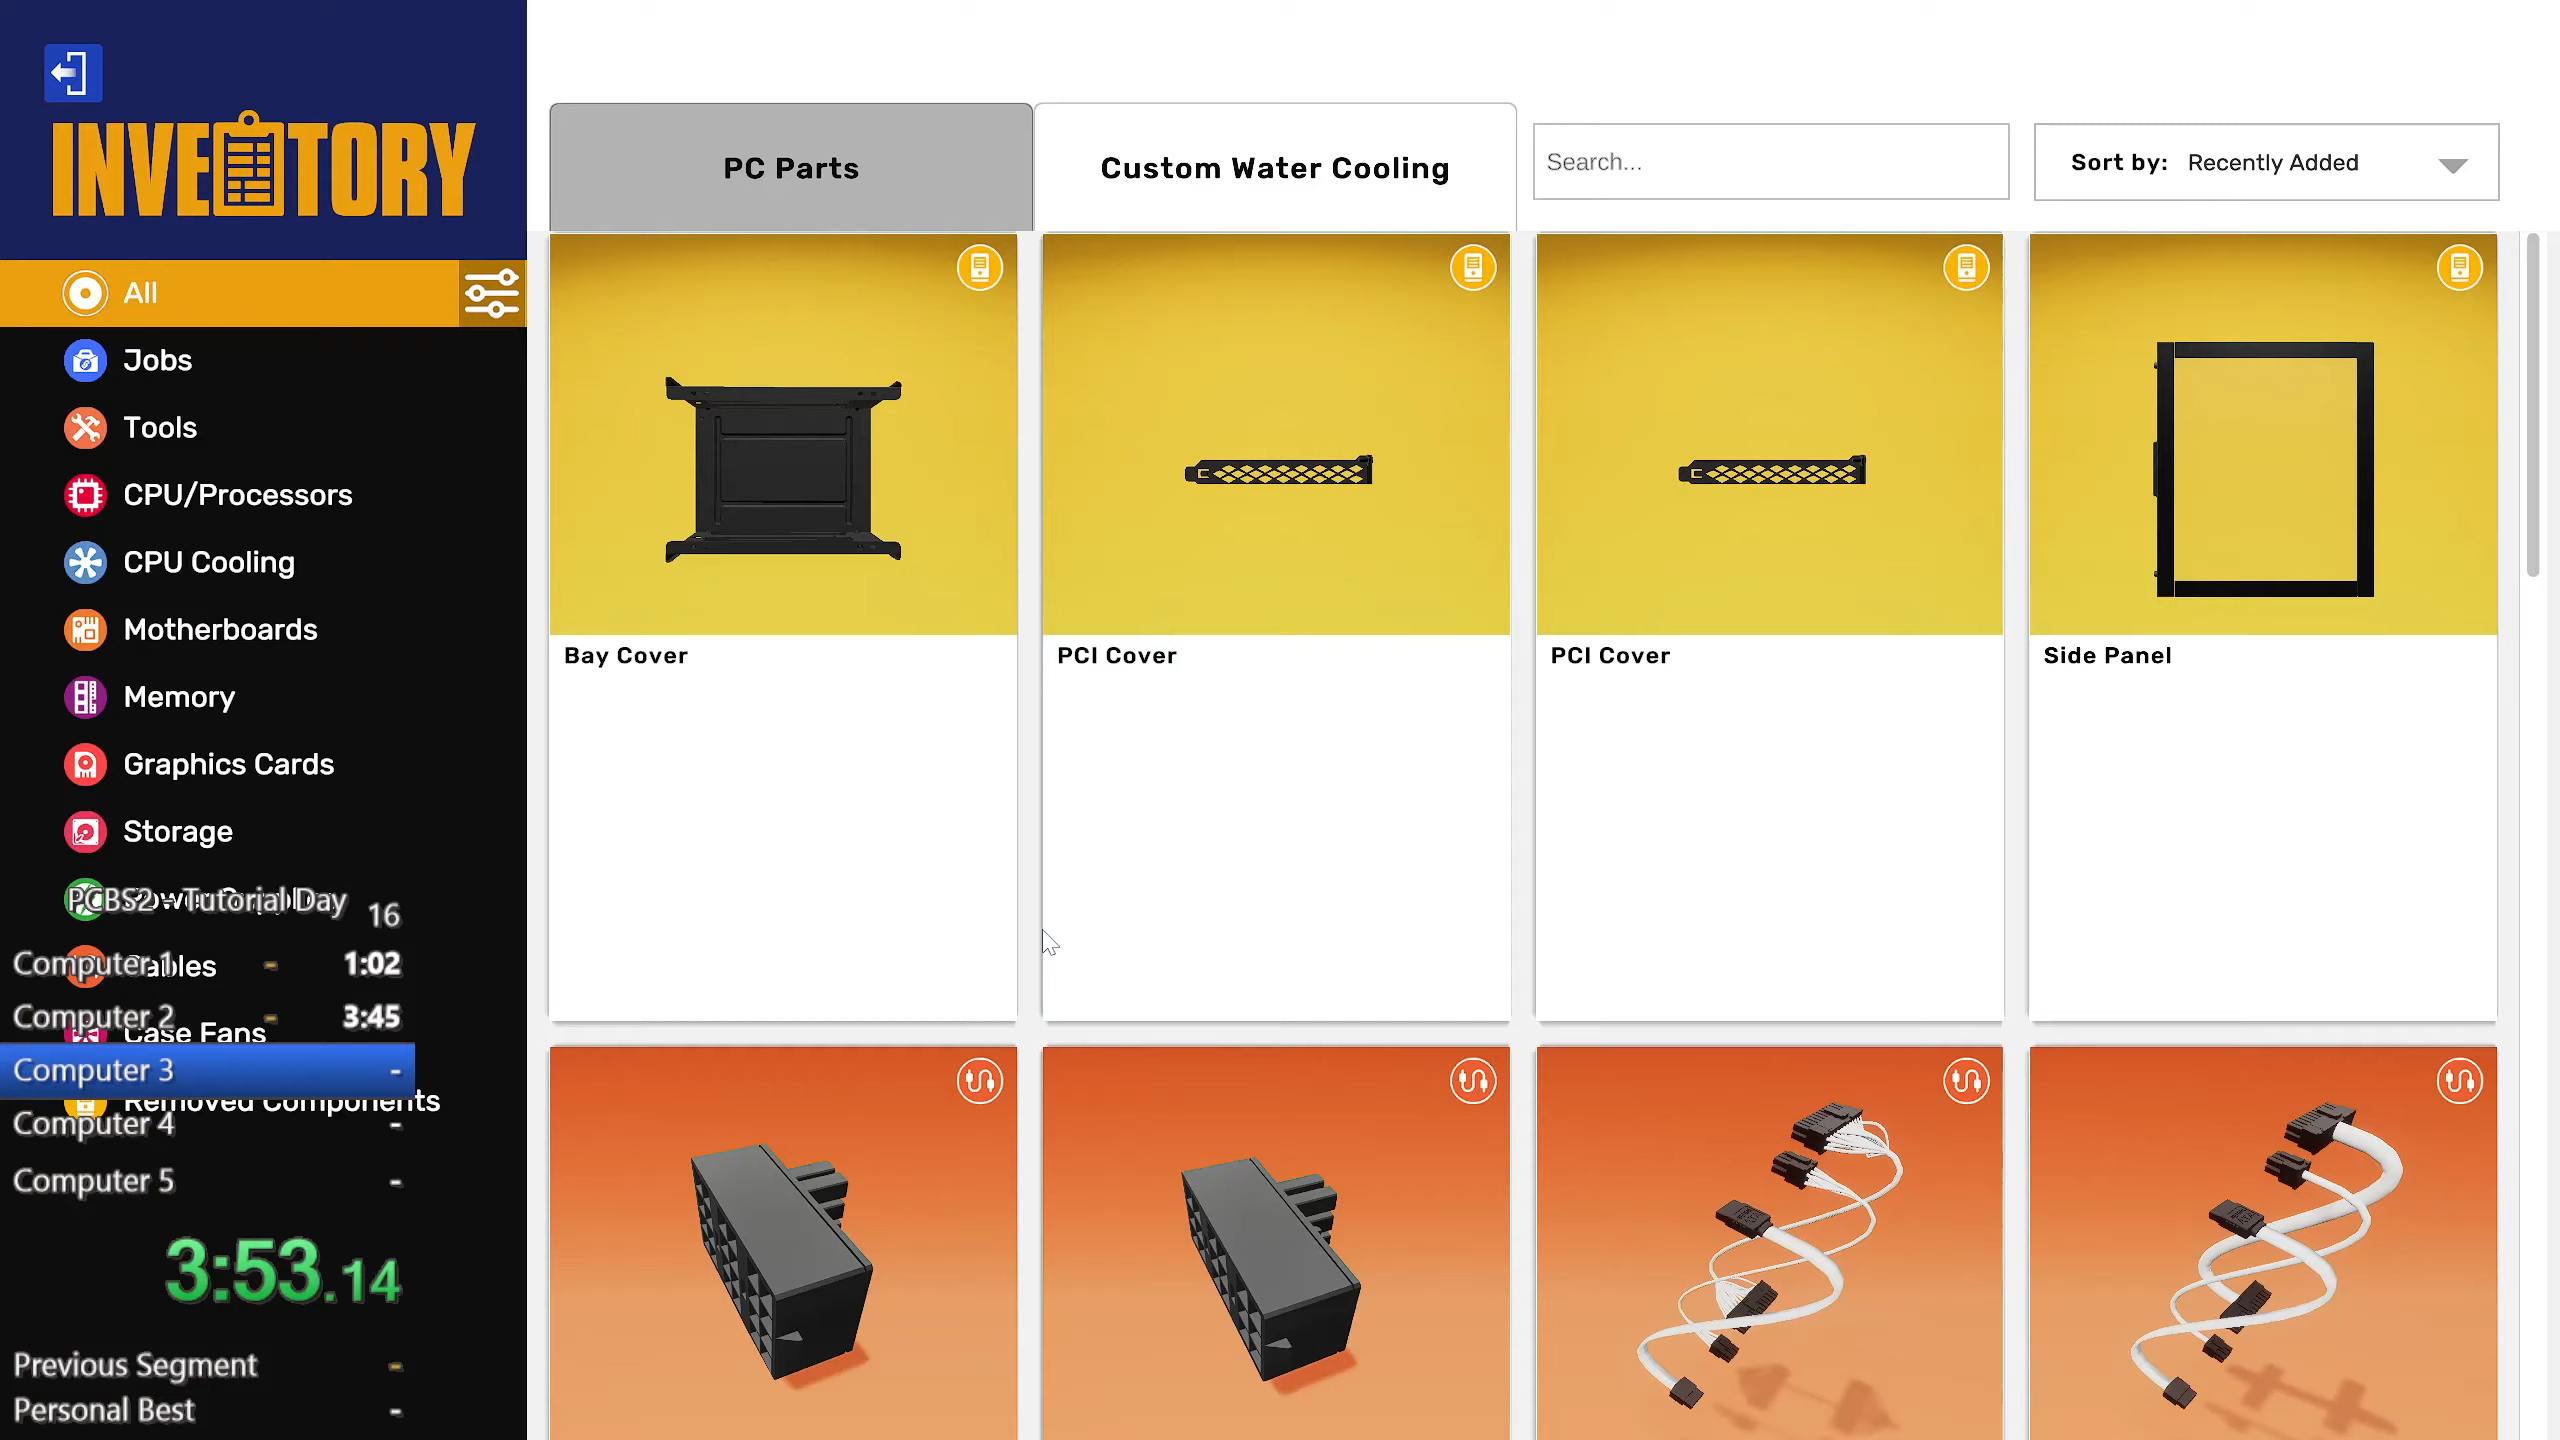 INVENTORY
PC Parts
Custom Water Cooling
Search...
Sort by: Recently Added
All
Jobs
Tools
CPU/Processors
CPU Cooling
Motherboards
Memory
Graphics Cards
Storage
Case Fans
Removed Components
Bay Cover
PCI Cover
PCI Cover
Side Panel
PCBS2 - Tutorial Day
16
Computer 1 - 1:02
Computer 2 - 3:45
Computer 3 -
Computer 4 -
Computer 5 -
3:53.14
Previous Segment -
Personal Best -